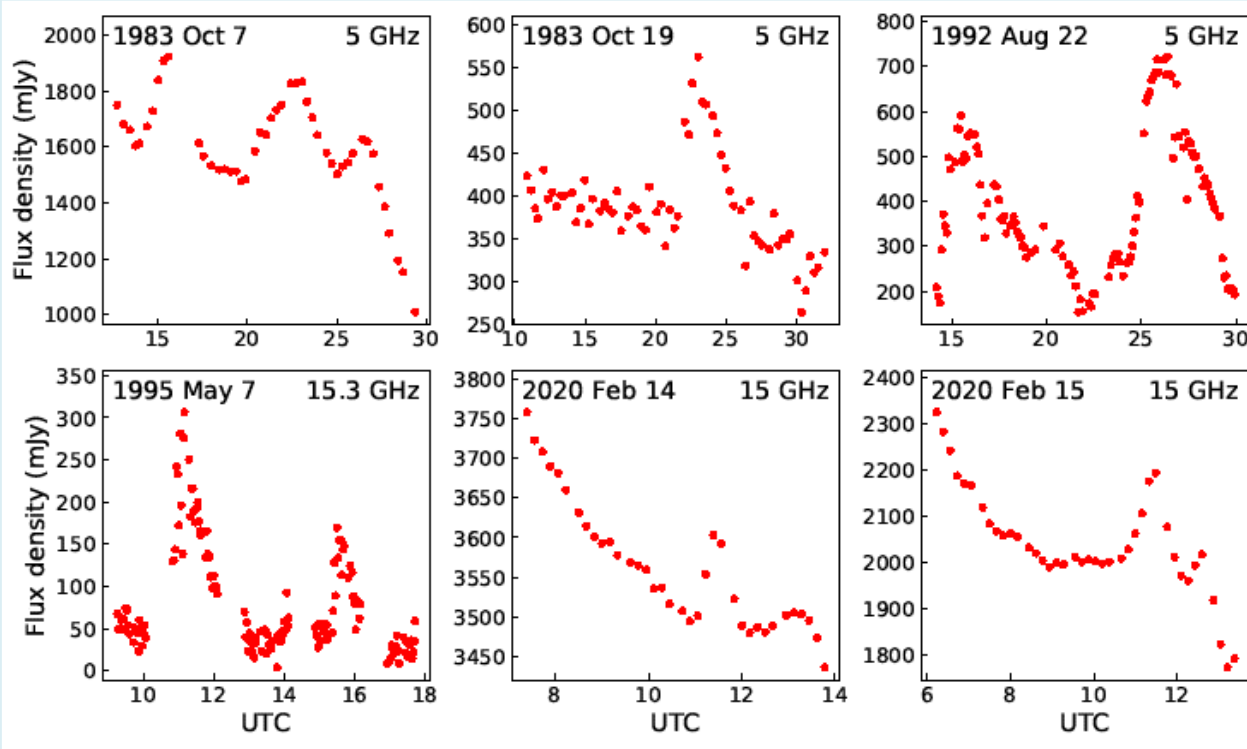 1983 Oct 7 5 GHz
2000
1800
1600
1400
1200
1000
15 20 25 30
Flux density (mJy)
1983 Oct 19 5 GHz
600
550
500
450
400
350
300
250
10 15 20 25 30
1992 Aug 22 5 GHz
800
700
600
500
400
300
200
15 20 25 30
1995 May 7 15.3 GHz
350
300
250
200
150
100
50
0
10 12 14 16 18
Flux density (mJy)
UTC
2020 Feb 14 15 GHz
3800
3750
3700
3650
3600
3550
3500
3450
8 10 12 14
UTC
2020 Feb 15 15 GHz
2400
2300
2200
2100
2000
1900
1800
6 8 10 12
UTC